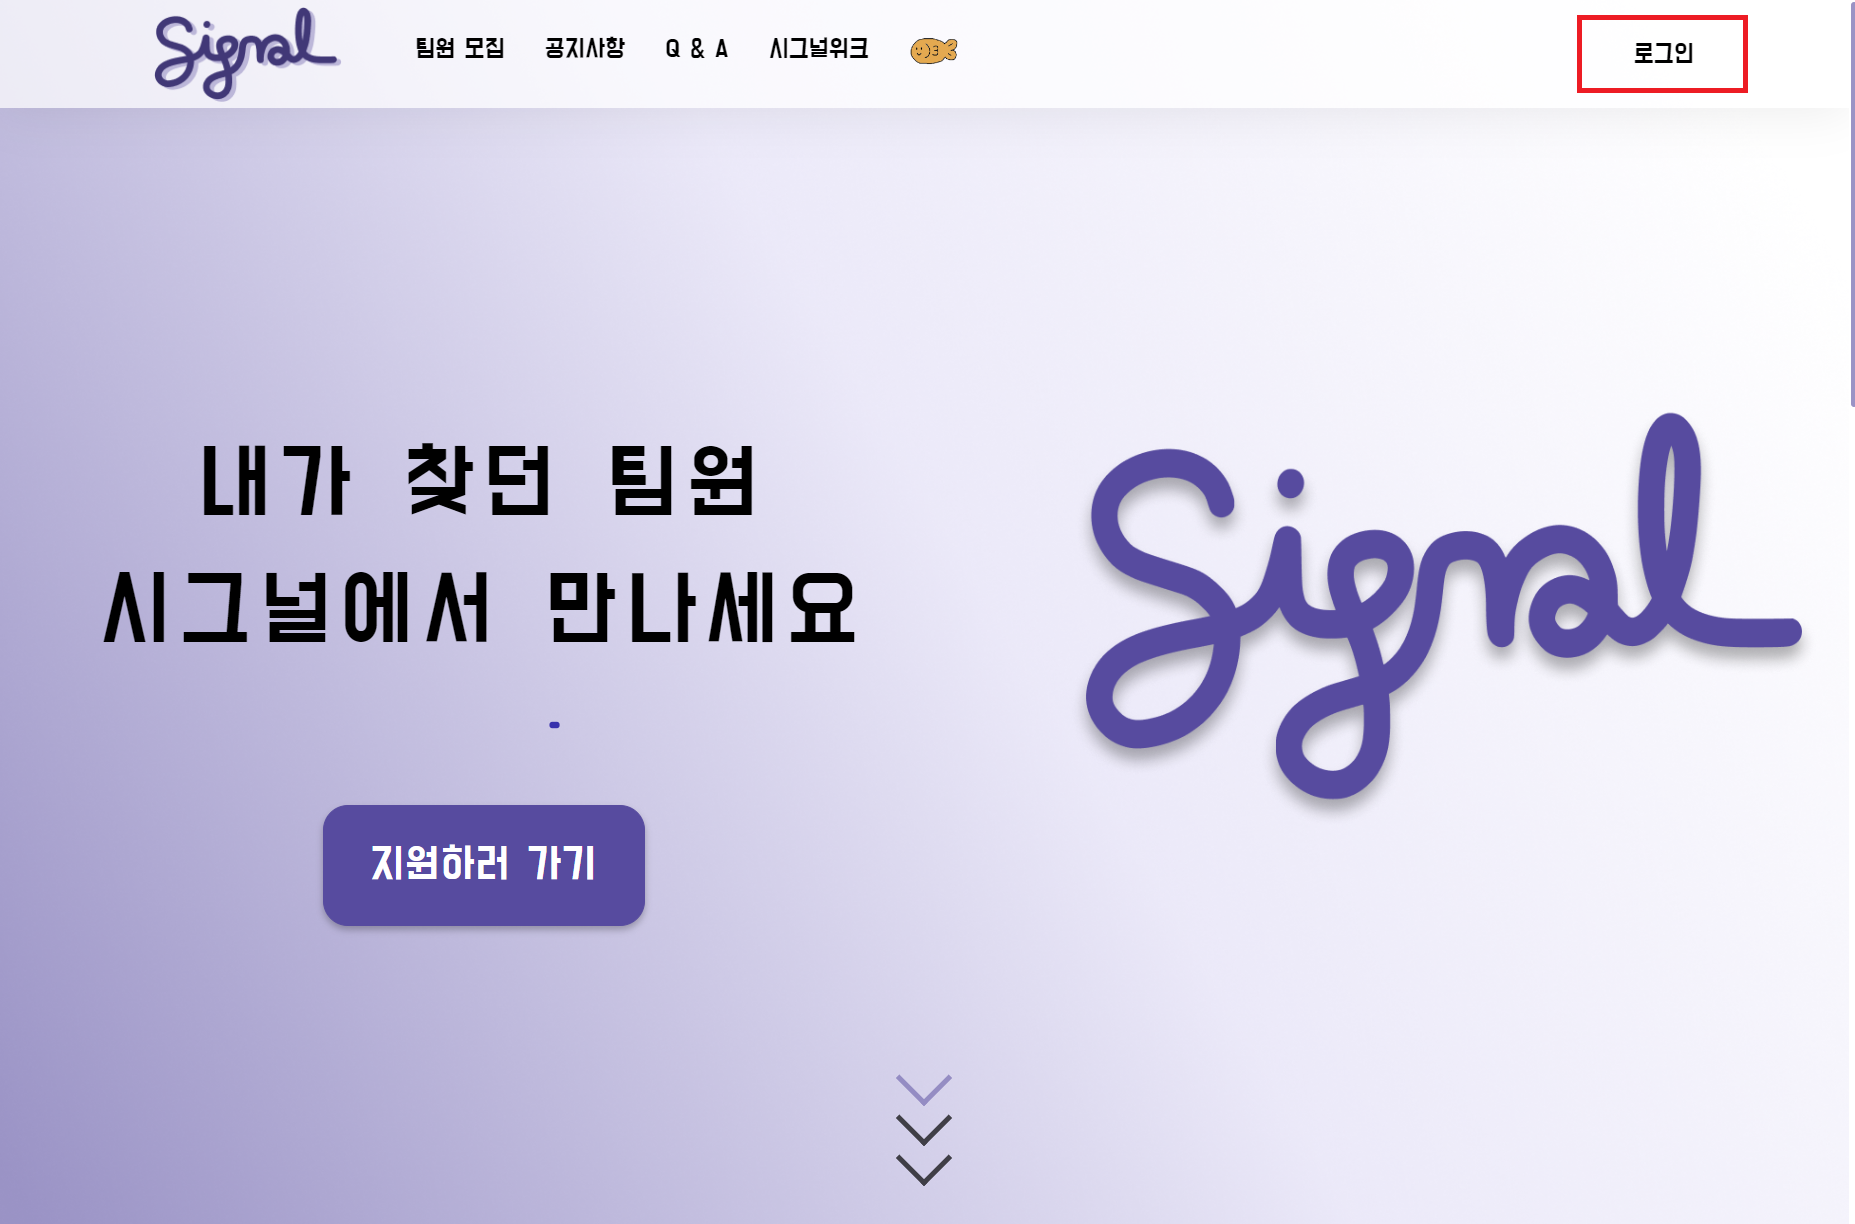 Signal
팀원 모집
공지사항
Q & A
시그널위크
로그인
내가 찾던 팀원
시그널에서 만나세요
Signal
지원하러 가기